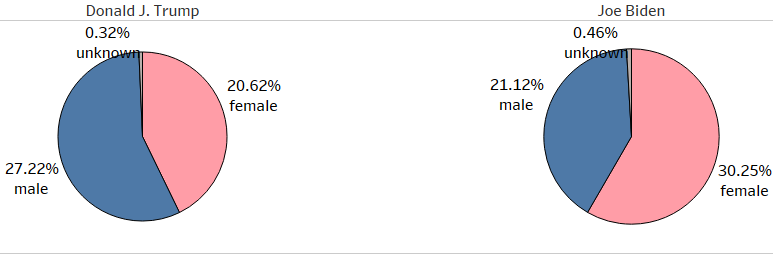 Donald J. Trump
0.32%
unknown
20.62%
female
27.22%
male
Joe Biden
0.46%
unknown
21.12%
male
30.25%
female